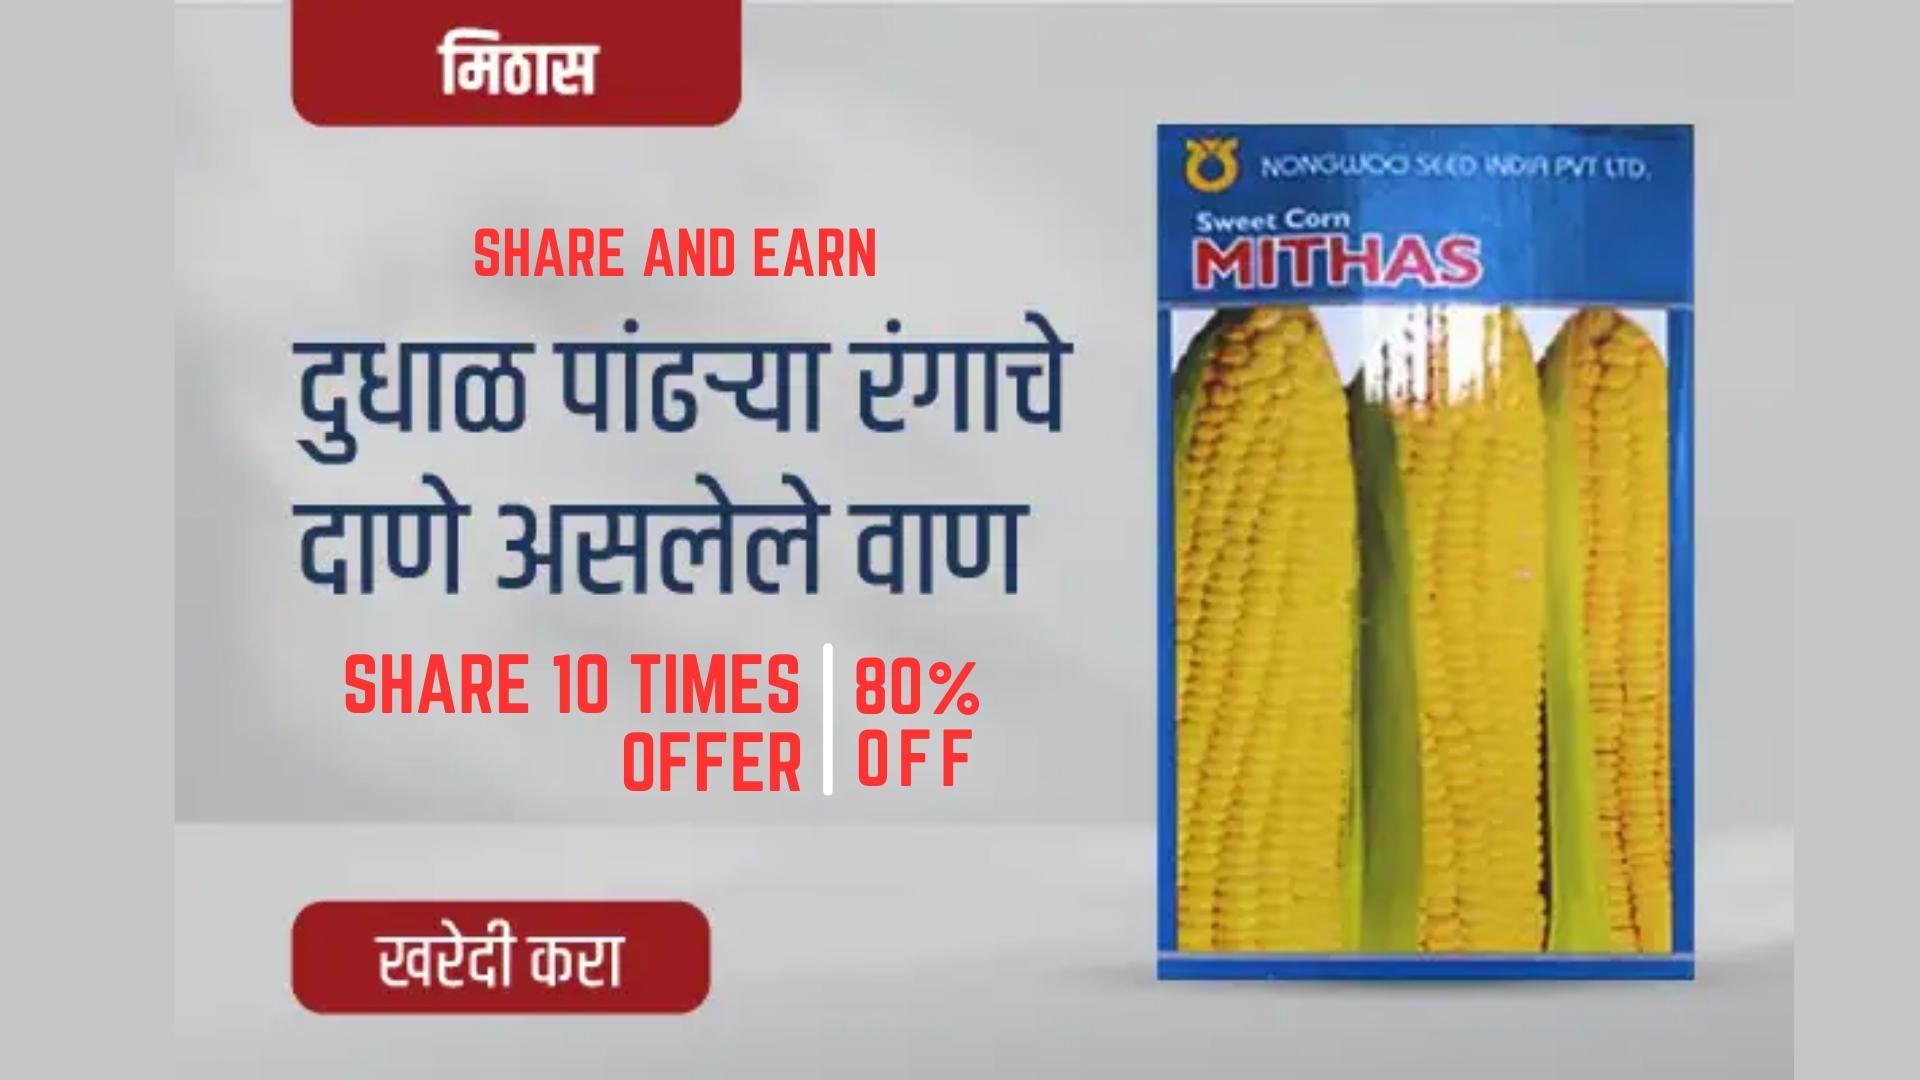 मिठास
SHARE AND EARN
दुधाळ पांढऱ्या रंगाचे
दाणे असलेले वाण
SHARE 10 TIMES
OFFER
80%
OFF
खरेदी करा
NONGWOO SEED INDIA PVT LTD.
Sweet Corn
MITHAS